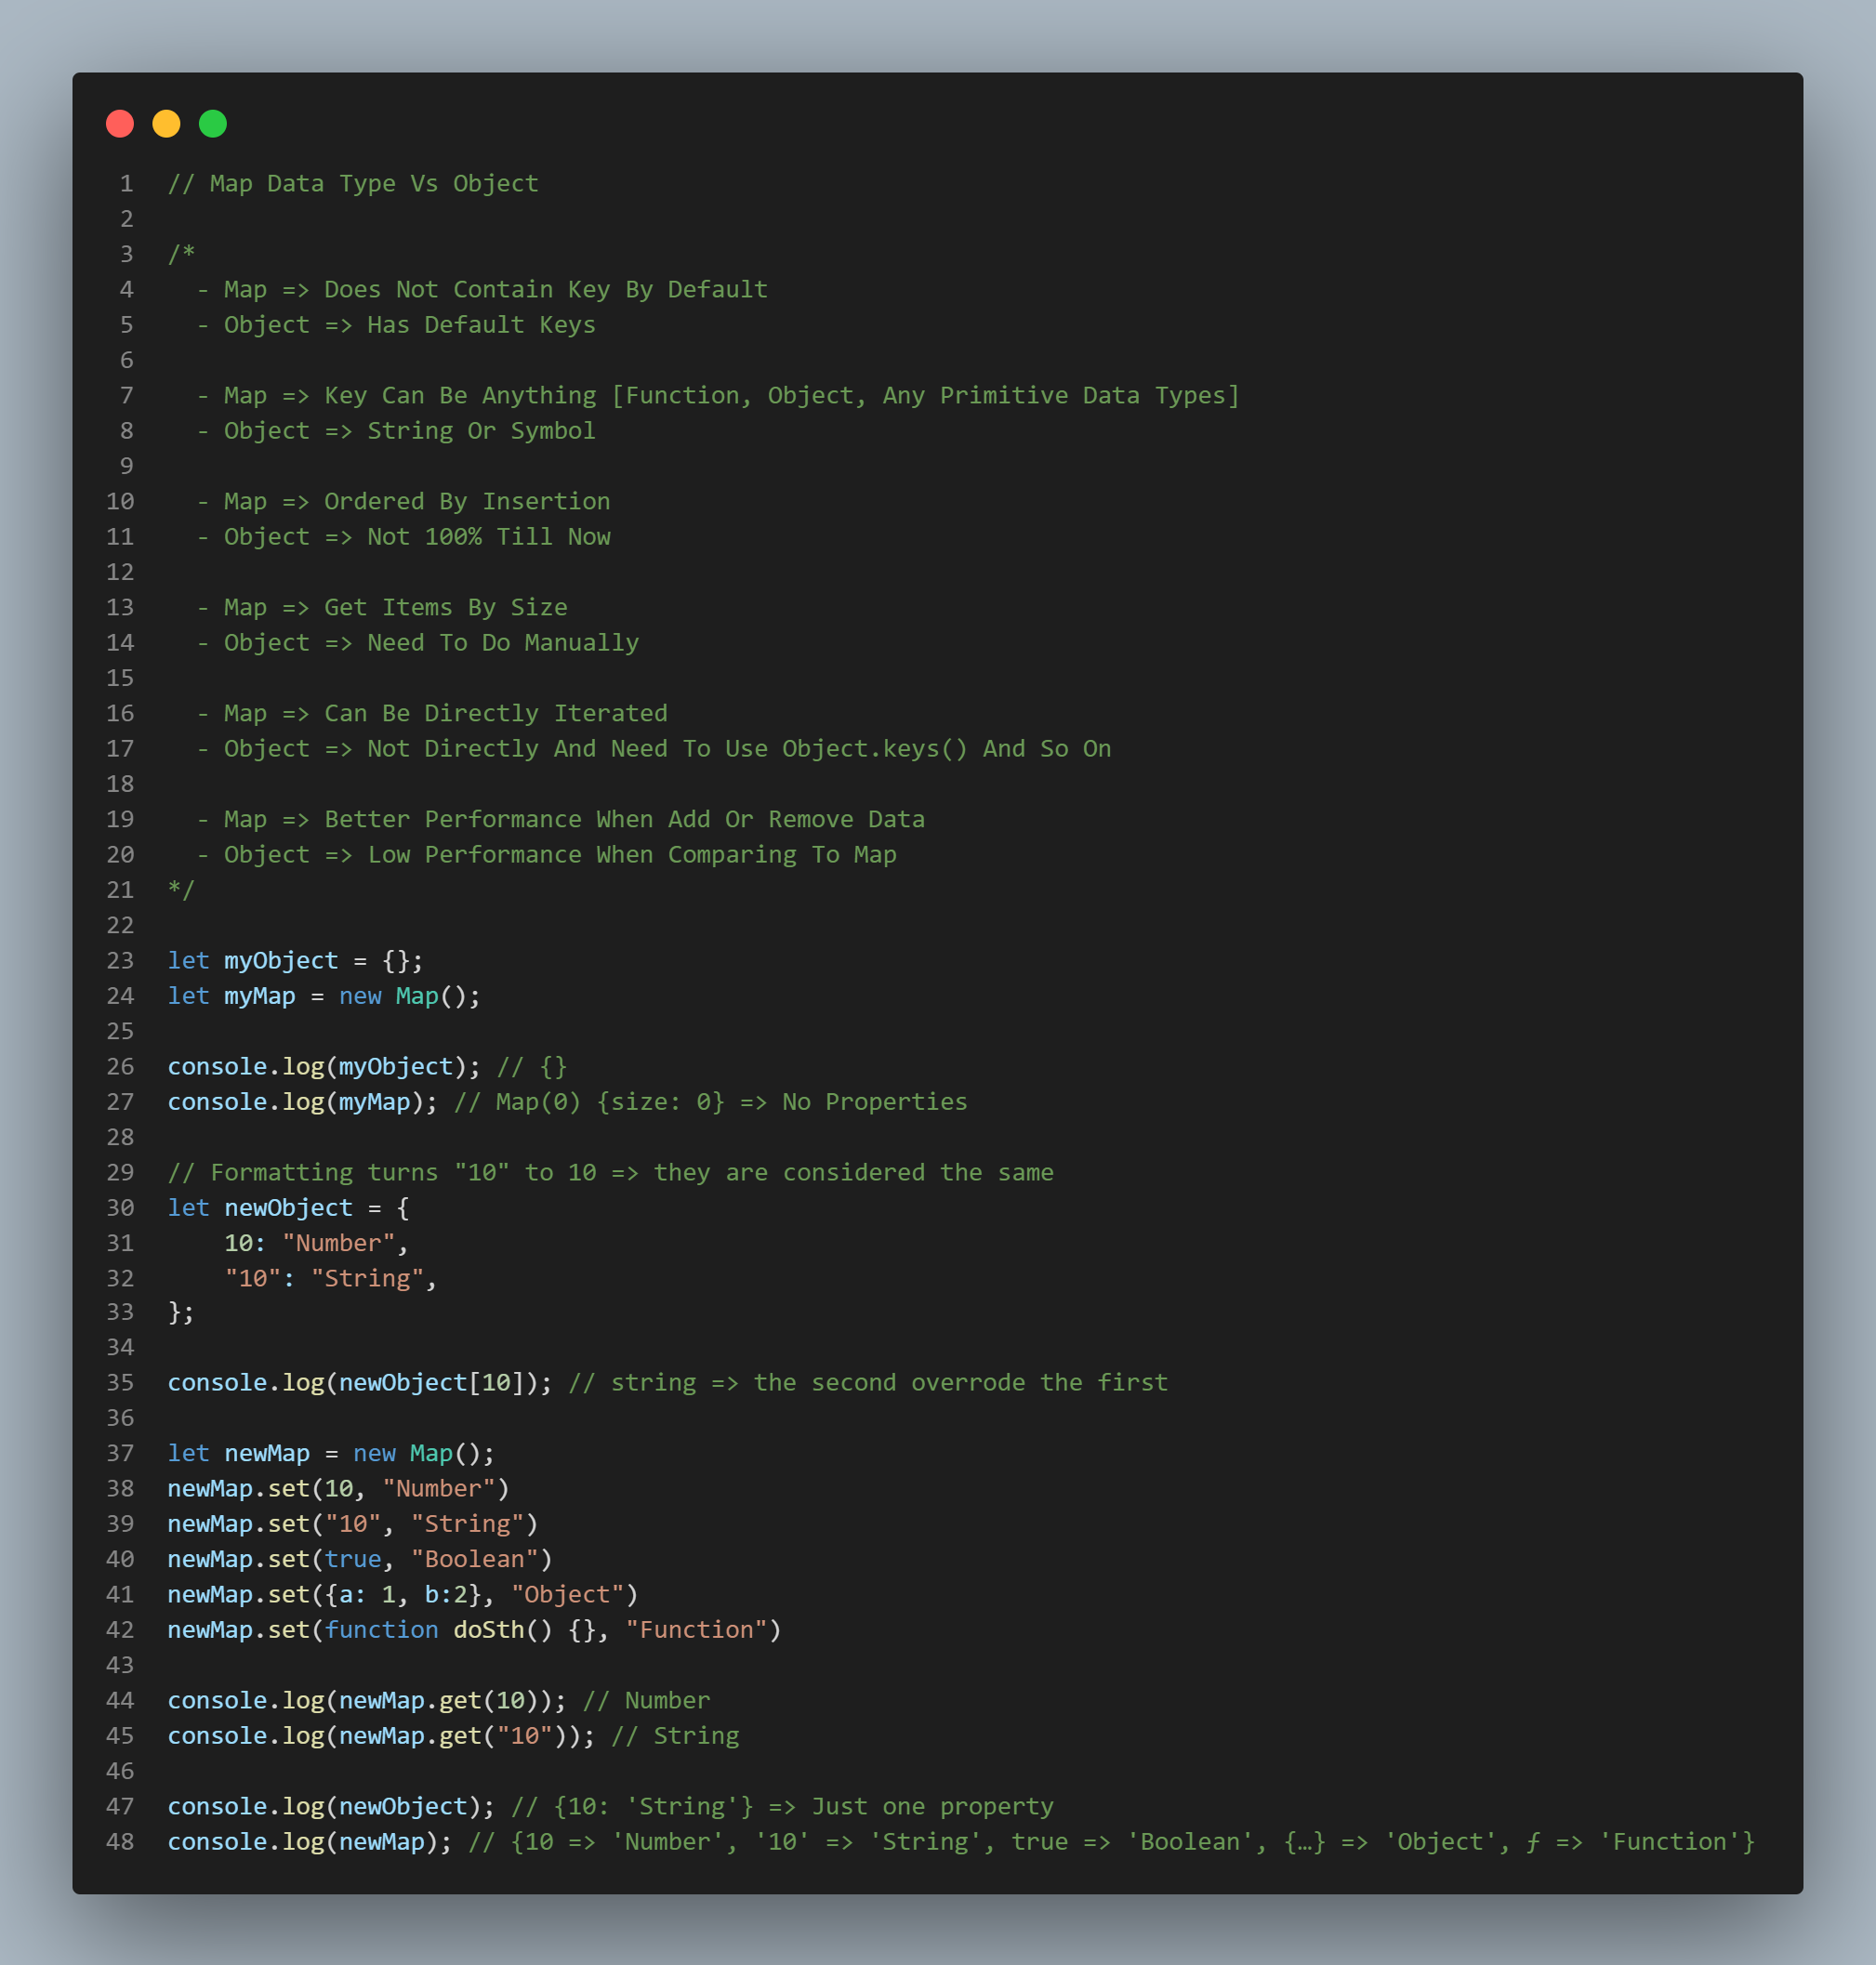 1 // Map Data Type Vs Object
2
3 /*
4   - Map => Does Not Contain Key By Default
5   - Object => Has Default Keys
6
7   - Map => Key Can Be Anything [Function, Object, Any Primitive Data Types]
8   - Object => String Or Symbol
9
10   - Map => Ordered By Insertion
11   - Object => Not 100% Till Now
12
13   - Map => Get Items By Size
14   - Object => Need To Do Manually
15
16   - Map => Can Be Directly Iterated
17   - Object => Not Directly And Need To Use Object.keys() And So On
18
19   - Map => Better Performance When Add Or Remove Data
20   - Object => Low Performance When Comparing To Map
21 */
22
23 let myObject = {};
24 let myMap = new Map();
25
26 console.log(myObject); // {}
27 console.log(myMap); // Map(0) {size: 0} => No Properties
28
29 // Formatting turns "10" to 10 => they are considered the same
30 let newObject = {
31     10: "Number",
32     "10": "String",
33 };
34
35 console.log(newObject[10]); // string => the second overrode the first
36
37 let newMap = new Map();
38 newMap.set(10, "Number")
39 newMap.set("10", "String")
40 newMap.set(true, "Boolean")
41 newMap.set({a: 1, b:2}, "Object")
42 newMap.set(function doSth() {}, "Function")
43
44 console.log(newMap.get(10)); // Number
45 console.log(newMap.get("10")); // String
46
47 console.log(newObject); // {10: 'String'} => Just one property
48 console.log(newMap); // {10 => 'Number', '10' => 'String', true => 'Boolean', {…} => 'Object', ƒ => 'Function'}